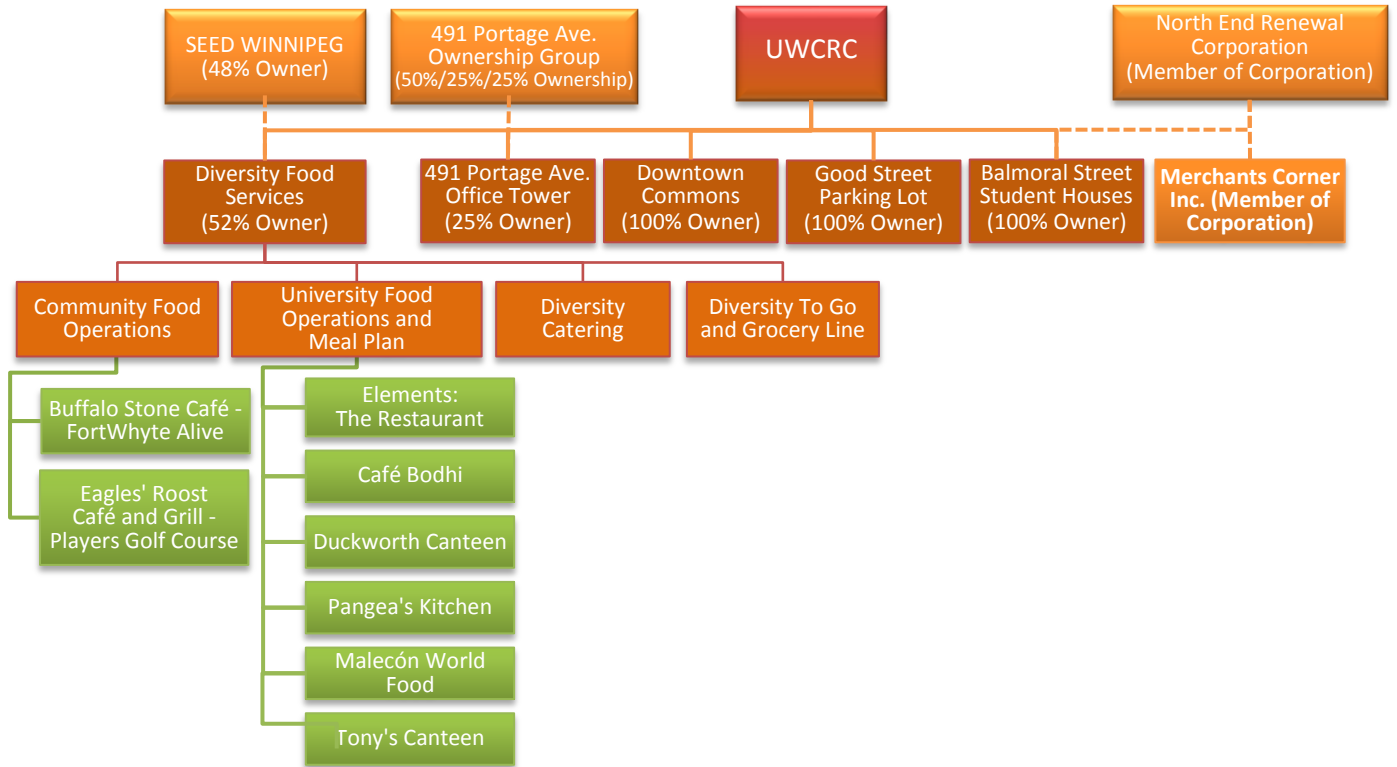 SEED WINNIPEG
(48% Owner)
491 Portage Ave.
Ownership Group
(50%/25%/25% Ownership)
UWCRC
North End Renewal
Corporation
(Member of Corporation)
Diversity Food
Services
(52% Owner)
491 Portage Ave.
Office Tower
(25% Owner)
Downtown
Commons
(100% Owner)
Good Street
Parking Lot
(100% Owner)
Balmoral Street
Student Houses
(100% Owner)
Merchants Corner
Inc. (Member of
Corporation)
Community Food
Operations
University Food
Operations and
Meal Plan
Diversity
Catering
Diversity To Go
and Grocery Line
Buffalo Stone Café -
FortWhyte Alive
Eagles' Roost
Café and Grill -
Players Golf Course
Elements:
The Restaurant
Café Bodhi
Duckworth Canteen
Pangea's Kitchen
Malecón World
Food
Tony's Canteen